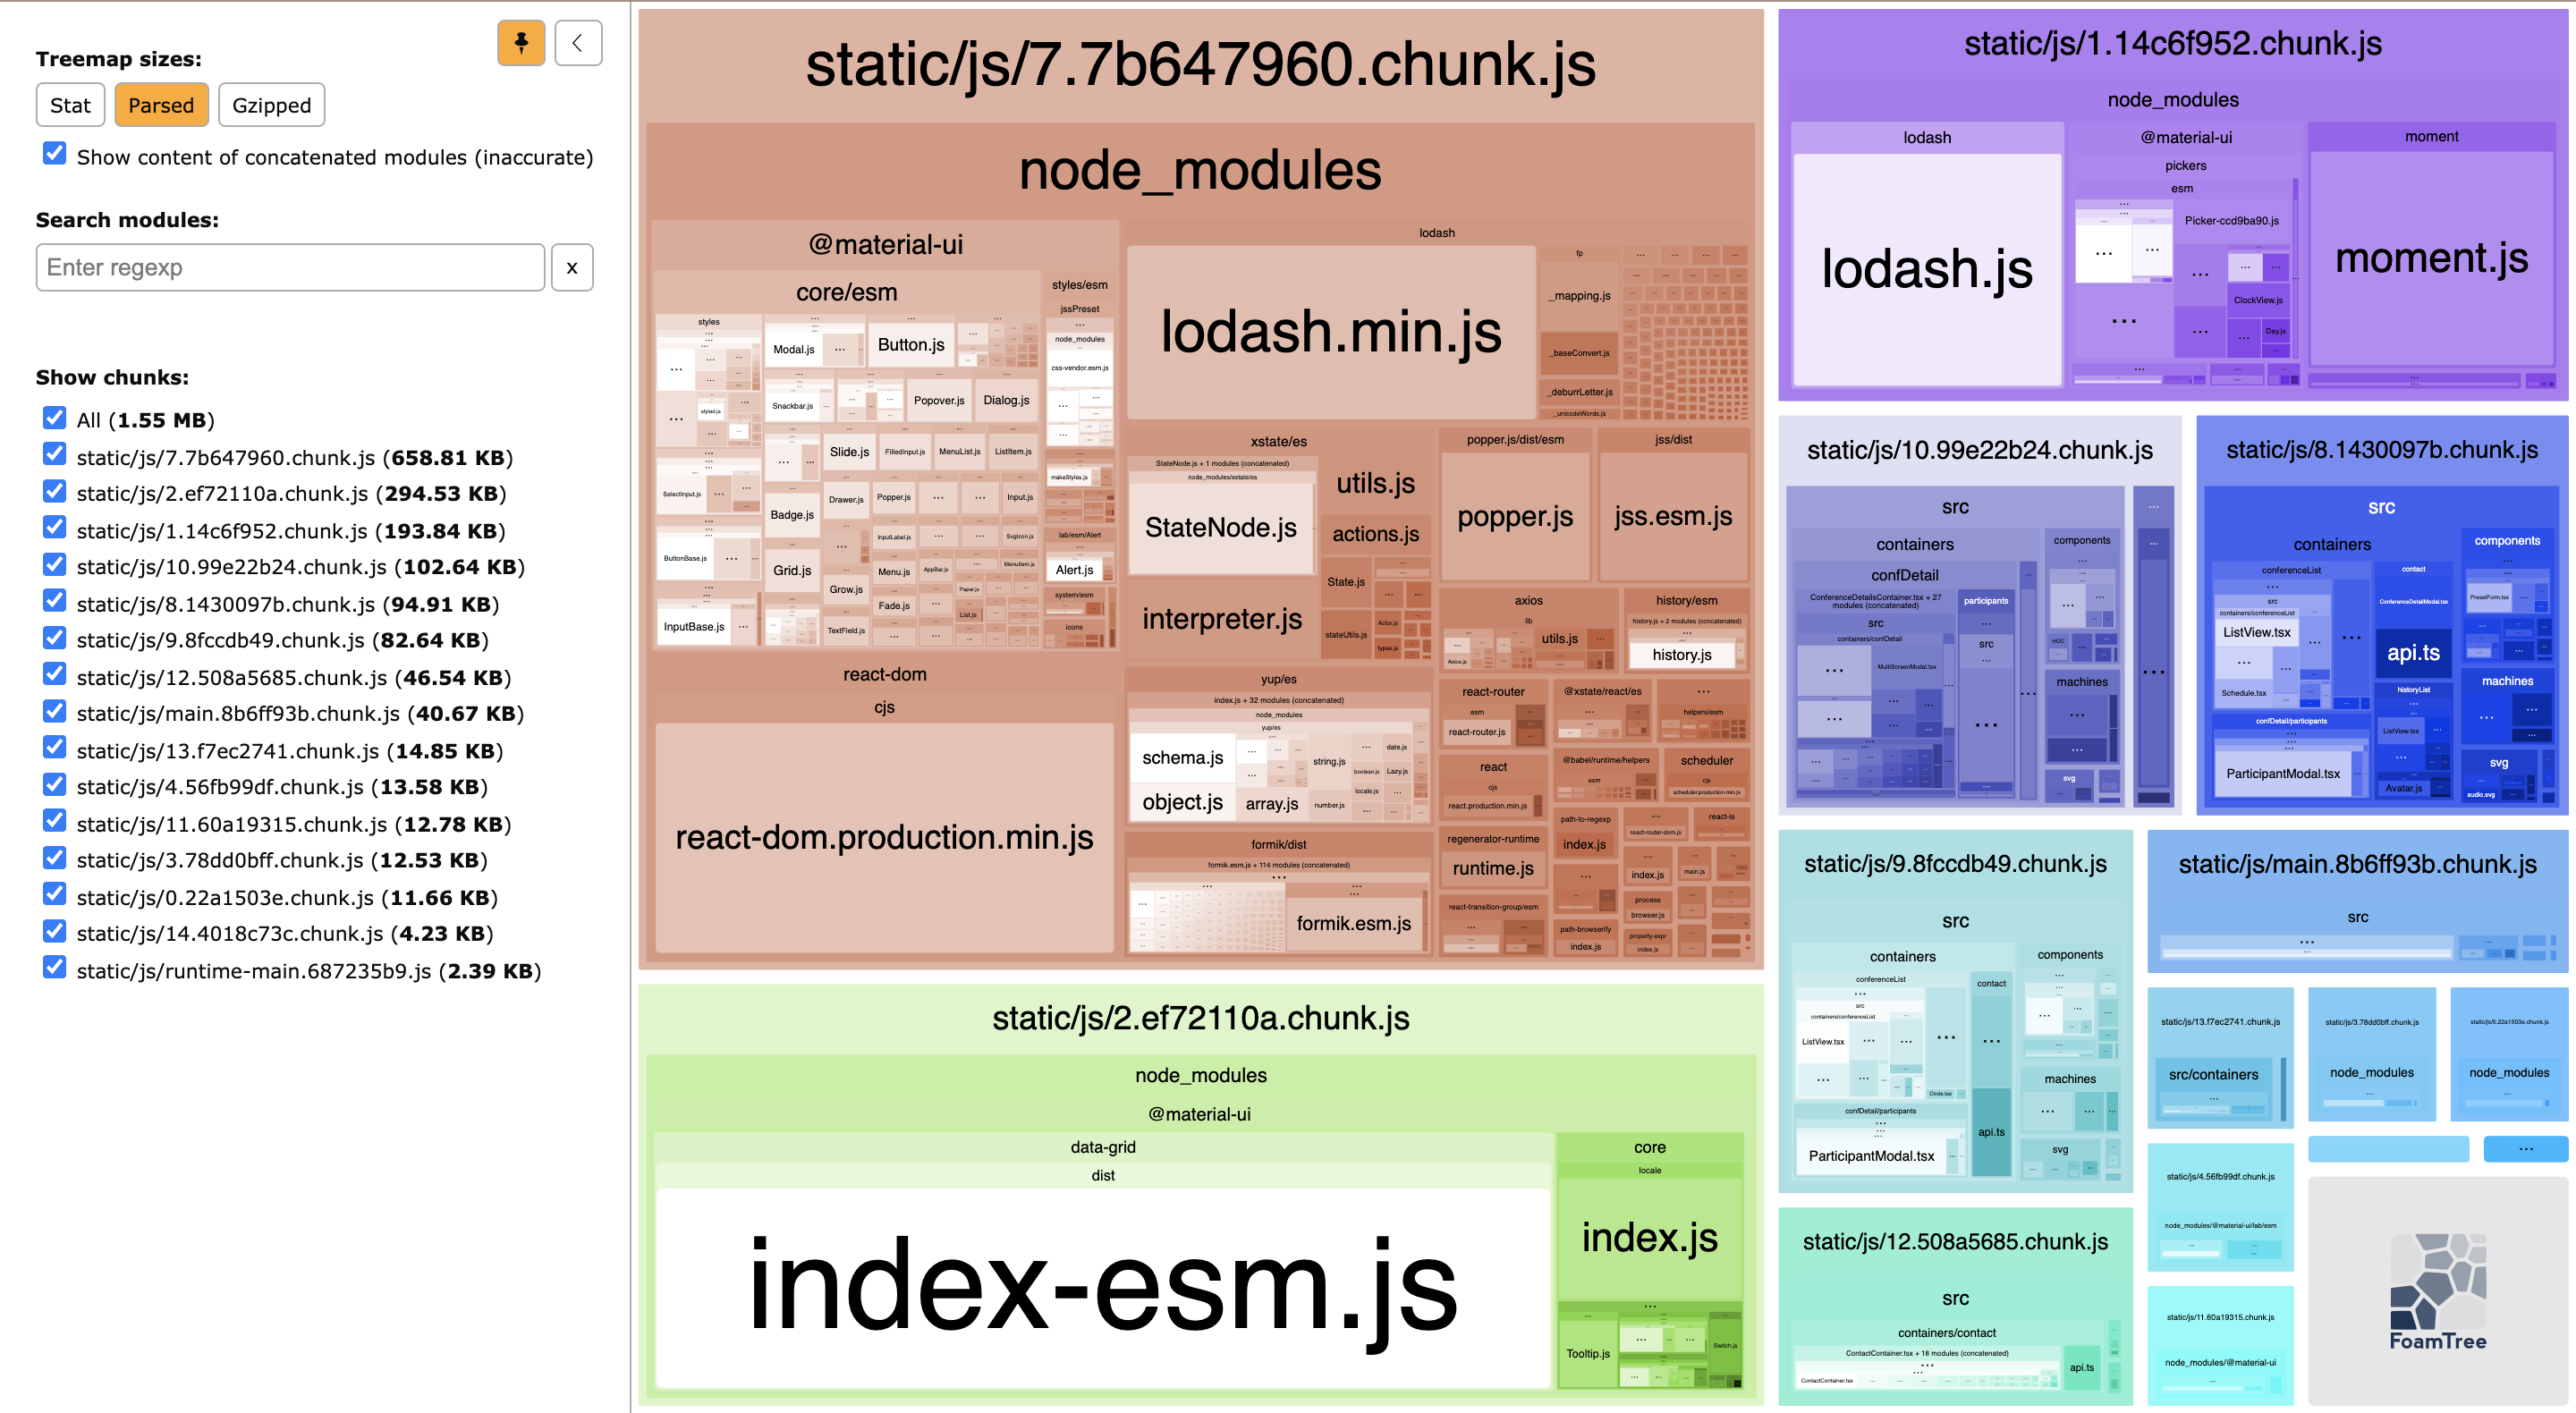 Treemap sizes:
Stat
Parsed
Gzipped
Show content of concatenated modules (inaccurate)
Search modules:
Enter regexp
x
Show chunks:
All (1.55 MB)
static/js/7.7b647960.chunk.js (658.81 KB)
static/js/2.ef72110a.chunk.js (294.53 KB)
static/js/1.14c6f952.chunk.js (193.84 KB)
static/js/10.99e22b24.chunk.js (102.64 KB)
static/js/8.1430097b.chunk.js (94.91 KB)
static/js/9.8fccdb49.chunk.js (82.64 KB)
static/js/12.508a5685.chunk.js (46.54 KB)
static/js/main.8b6ff93b.chunk.js (40.67 KB)
static/js/13.f7ec2741.chunk.js (14.85 KB)
static/js/4.56fb99df.chunk.js (13.58 KB)
static/js/11.60a19315.chunk.js (12.78 KB)
static/js/3.78dd0bff.chunk.js (12.53 KB)
static/js/0.22a1503e.chunk.js (11.66 KB)
static/js/14.4018c73c.chunk.js (4.23 KB)
static/js/runtime-main.687235b9.js (2.39 KB)
static/js/7.7b647960.chunk.js
node_modules
@material-ui
core/esm
styles
styled.js
Modal.js
Button.js
Snackbar.js
Popover.js
Dialog.js
Slide.js
FilledInput.js
MenuList.js
ListItem.js
SelectInput.js
Drawer.js
Popper.js
Input.js
Badge.js
InputLabel.js
SvgIcon.js
ButtonBase.js
Grid.js
Menu.js
AppBar.js
MenuItem.js
Grow.js
Paper.js
Fade.js
List.js
InputBase.js
TextField.js
styles/esm
jssPreset
node_modules
css-vendor.esm.js
makeStyles.js
lab/esm/Alert
Alert.js
system/esm
icons
react-dom
cjs
react-dom.production.min.js
lodash
lodash.min.js
fp
_mapping.js
_baseConvert.js
_deburrLetter.js
_unicodeWords.js
xstate/es
StateNode.js + 1 modules (concatenated)
node_modules/xstate/es
StateNode.js
interpreter.js
utils.js
actions.js
State.js
stateUtils.js
Actor.js
types.js
popper.js/dist/esm
popper.js
jss/dist
jss.esm.js
axios
lib
utils.js
Axios.js
history/esm
history.js + 2 modules (concatenated)
history.js
yup/es
index.js + 32 modules (concatenated)
node_modules
yup/es
schema.js
object.js
array.js
string.js
number.js
date.js
boolean.js
Lazy.js
locale.js
formik/dist
formik.esm.js + 114 modules (concatenated)
formik.esm.js
react-router
esm
react-router.js
@xstate/react/es
helpers/esm
react
cjs
react.production.min.js
@babel/runtime/helpers
esm
scheduler
cjs
scheduler.production.min.js
regenerator-runtime
runtime.js
path-to-regexp
index.js
react-router-dom.js
react-is
index.js
main.js
react-transition-group/esm
process
browser.js
path-browserify
index.js
property-expr
index.js
static/js/2.ef72110a.chunk.js
node_modules
@material-ui
data-grid
dist
index-esm.js
core
locale
index.js
Tooltip.js
Switch.js
static/js/1.14c6f952.chunk.js
node_modules
lodash
lodash.js
@material-ui
pickers
esm
Picker-ccd9ba90.js
ClockView.js
Day.js
moment
moment.js
static/js/10.99e22b24.chunk.js
src
containers
confDetail
ConferenceDetailsContainer.tsx + 27
modules (concatenated)
src
containers/confDetail
MultiScreenModal.tsx
participants
src
components
machines
svg
static/js/8.1430097b.chunk.js
src
containers
conferenceList
src
containers/conferenceList
ListView.tsx
Schedule.tsx
confDetail/participants
ParticipantModal.tsx
contact
ConferenceDetailModal.tsx
api.ts
historyList
ListView.tsx
Avatar.js
components
PresetForm.tsx
HOC
machines
svg
audio.svg
static/js/9.8fccdb49.chunk.js
src
containers
conferenceList
src
containers/conferenceList
ListView.tsx
Circle.tsx
confDetail/participants
ParticipantModal.tsx
contact
api.ts
components
machines
svg
static/js/main.8b6ff93b.chunk.js
src
static/js/13.f7ec2741.chunk.js
src/containers
static/js/3.78dd0bff.chunk.js
node_modules
static/js/0.22a1503e.chunk.js
node_modules
static/js/4.56fb99df.chunk.js
node_modules/@material-ui/lab/esm
static/js/12.508a5685.chunk.js
src
containers/contact
ContactContainer.tsx + 18 modules (concatenated)
ContactContainer.tsx
api.ts
static/js/11.60a19315.chunk.js
node_modules/@material-ui
FoamTree